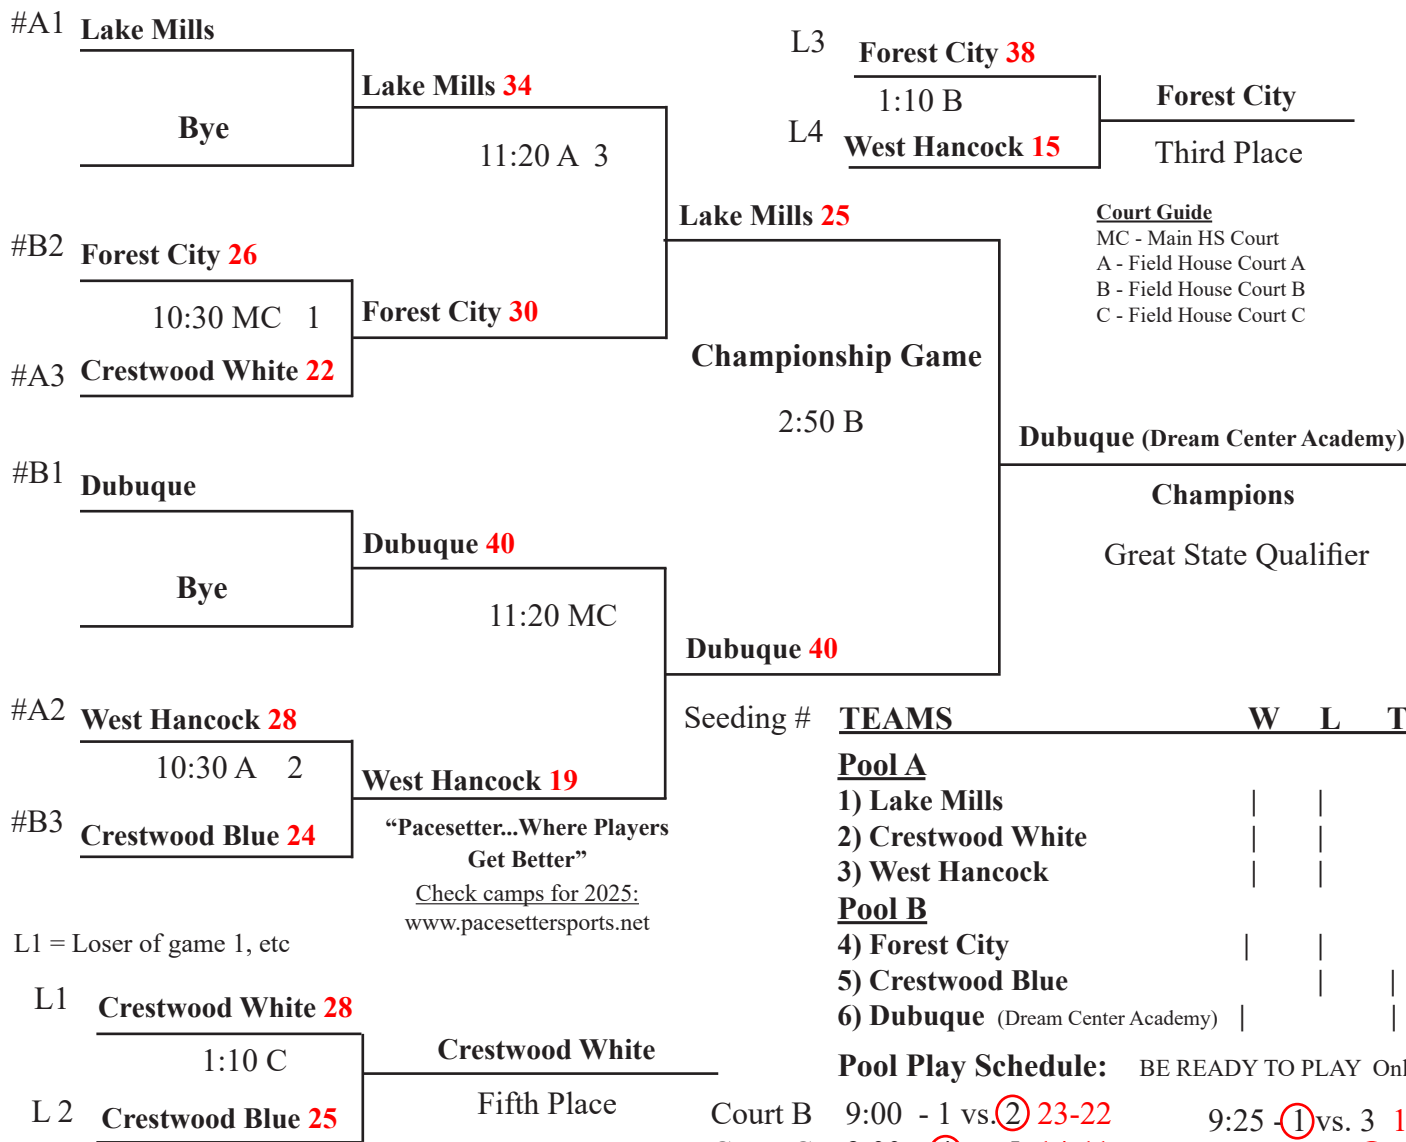 #A1 Lake Mills
Bye
Lake Mills 34
11:20 A 3
#B2 Forest City 26
10:30 MC 1
#A3 Crestwood White 22
Forest City 30
Lake Mills 25
Championship Game
2:50 B
#B1 Dubuque
Bye
Dubuque 40
11:20 MC
#A2 West Hancock 28
10:30 A 2
#B3 Crestwood Blue 24
West Hancock 19
Dubuque 40
Dubuque (Dream Center Academy)
Champions
Great State Qualifier
L3 Forest City 38
1:10 B
L4 West Hancock 15
Forest City
Third Place
Court Guide
MC - Main HS Court
A - Field House Court A
B - Field House Court B
C - Field House Court C
“Pacesetter...Where Players
Get Better”
Check camps for 2025:
www.pacesettersports.net
L1 = Loser of game 1, etc
L1 Crestwood White 28
1:10 C
L 2 Crestwood Blue 25
Crestwood White
Fifth Place
Seeding # TEAMS W L T
Pool A
1) Lake Mills | |
2) Crestwood White | |
3) West Hancock | |
Pool B
4) Forest City | |
5) Crestwood Blue | |
6) Dubuque (Dream Center Academy) | |
Pool Play Schedule: BE READY TO PLAY
Court B 9:00 - 1 vs. 2 23-22 9:25 - 1 vs. 3